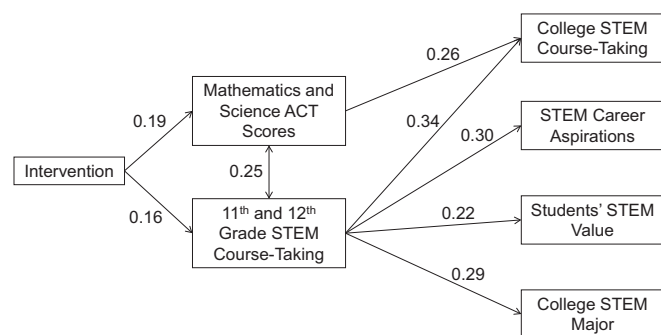 College STEM
Course-Taking
0.26
Mathematics and
Science ACT
Scores
0.34
0.19
STEM Career
Aspirations
0.30
Intervention
0.25
0.16
11th and 12th
Grade STEM
Course-Taking
0.22
Students' STEM
Value
0.29
College STEM
Major